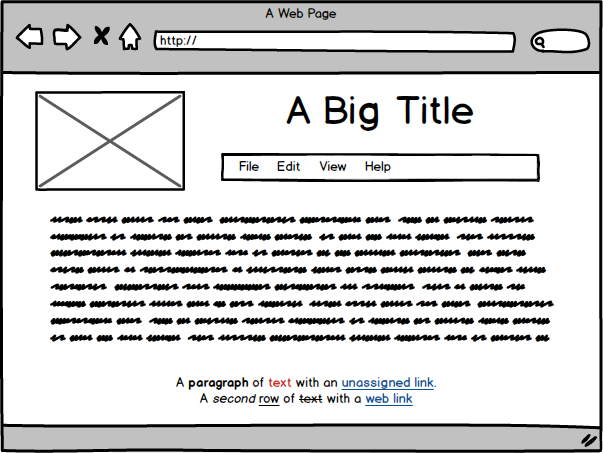 A Web Page
http://
A Big Title
File Edit View Help
A paragraph of text with an unassigned link.
A second row of text with a web link